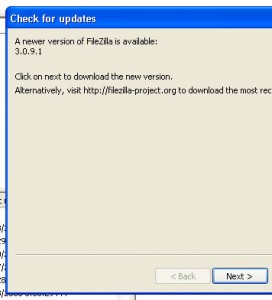 Check for updates
A newer version of FileZilla is available:
3.0.9.1
Click on next to download the new version.
Alternatively, visit http://filezilla-project.org to download the most rec
< Back
Next >